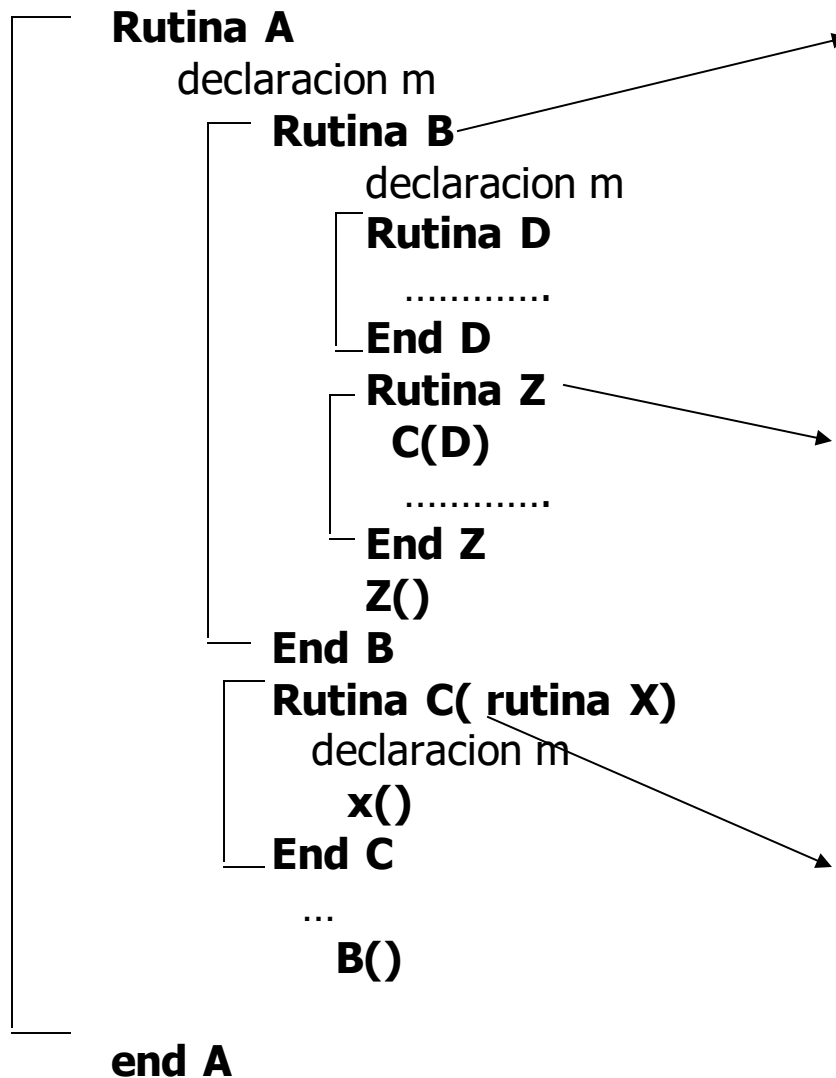 Rutina A
declaracion m
Rutina B
declaracion m
Rutina D
.............
End D
Rutina Z
C(D)
.............
End Z
Z()
End B
Rutina C( rutina X)
declaracion m
x()
End C
...
B()
end A